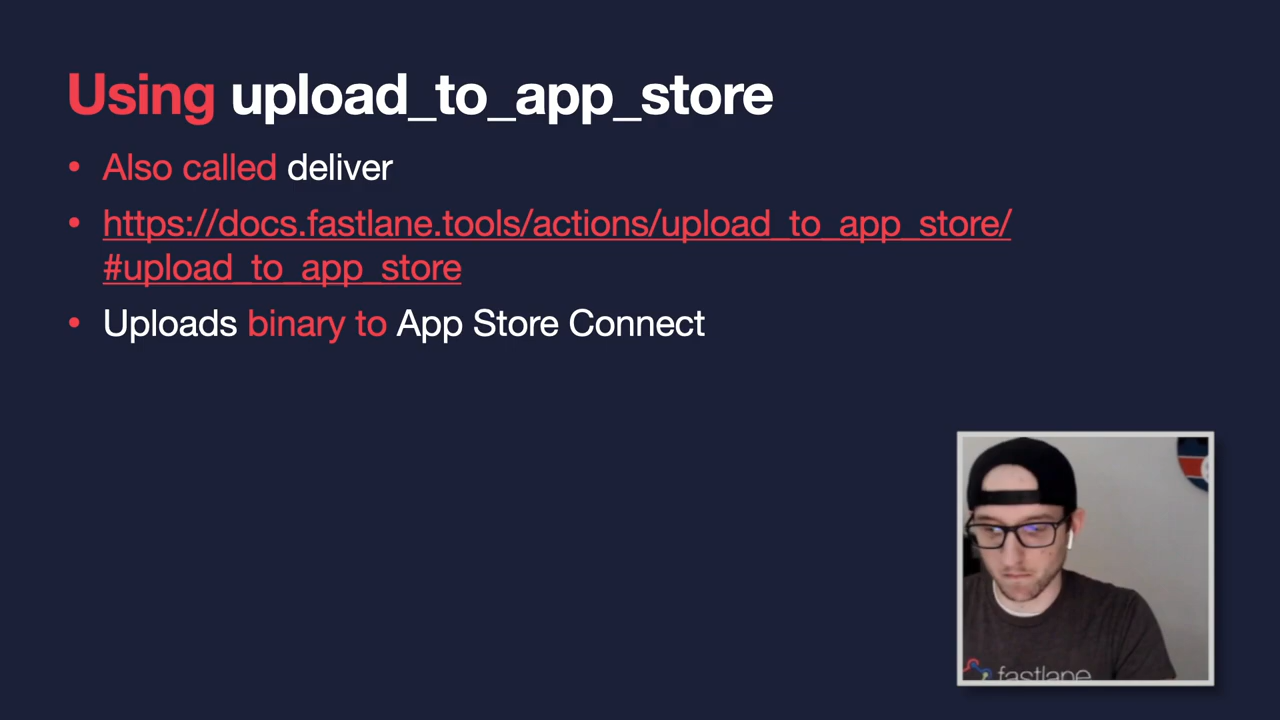 Using upload_to_app_store
• Also called deliver
• https://docs.fastlane.tools/actions/upload_to_app_store/
#upload_to_app_store
• Uploads binary to App Store Connect
fastlane